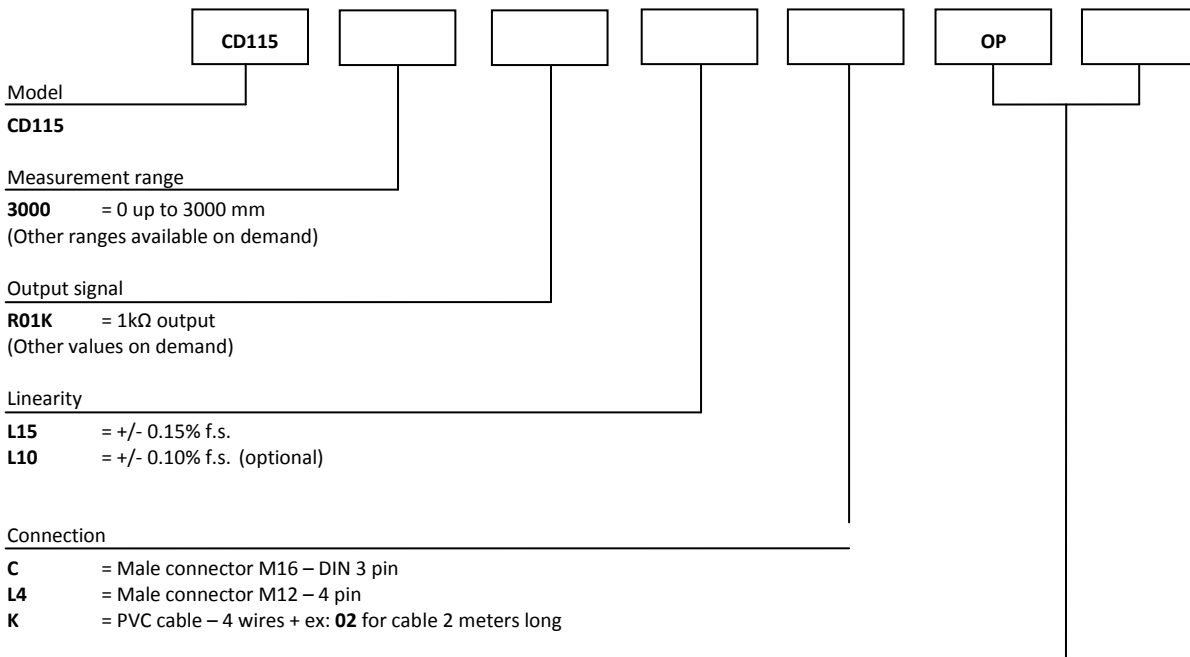 CD115 OP
Model
CD115
Measurement range
3000 = 0 up to 3000 mm
(Other ranges available on demand)
Output signal
R01K = 1kΩ output
(Other values on demand)
Linearity
L15 = +/- 0.15% f.s.
L10 = +/- 0.10% f.s. (optional)
Connection
C = Male connector M16 – DIN 3 pin
L4 = Male connector M12 – 4 pin
K = PVC cable – 4 wires + ex: 02 for cable 2 meters long